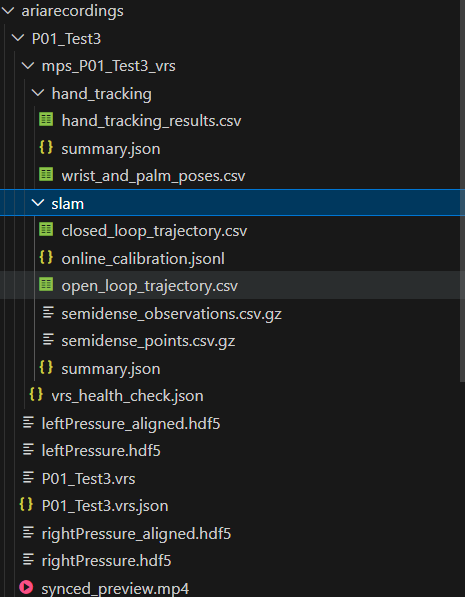 ariarecordings
P01_Test3
mps_P01_Test3_vrs
hand_tracking
hand_tracking_results.csv
summary.json
wrist_and_palm_poses.csv
slam
closed_loop_trajectory.csv
online_calibration.jsonl
open_loop_trajectory.csv
semidense_observations.csv.gz
semidense_points.csv.gz
summary.json
vrs_health_check.json
leftPressure_aligned.hdf5
leftPressure.hdf5
P01_Test3.vrs
P01_Test3.vrs.json
rightPressure_aligned.hdf5
rightPressure.hdf5
synced_preview.mp4